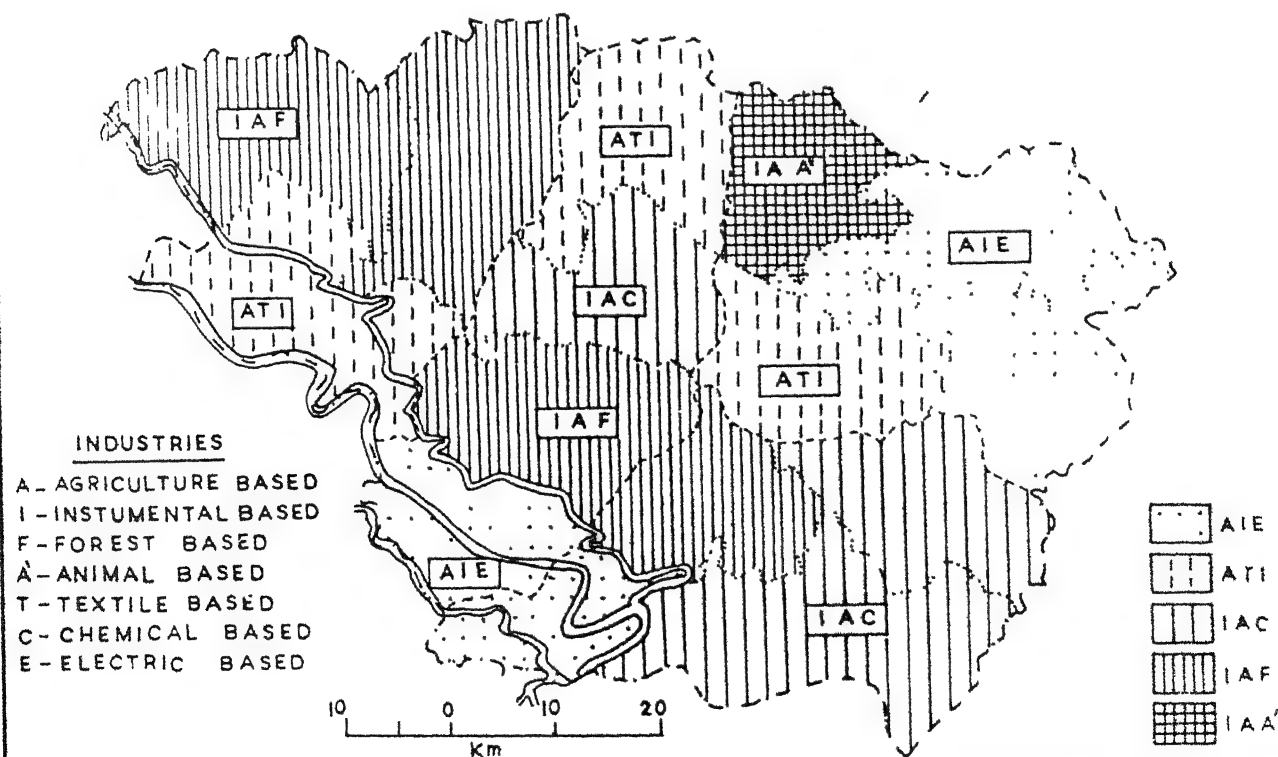 IAF
ATI
IAA'
AIE
ATI
IAC
ATI
IAF
AIE
IAC
INDUSTRIES
A - AGRICULTURE BASED
I - INSTUMENTAL BASED
F - FOREST BASED
A' - ANIMAL BASED
T - TEXTILE BASED
C - CHEMICAL BASED
E - ELECTRIC BASED
AIE
ATI
IAC
IAF
IAA'
10 0 10 20
Km